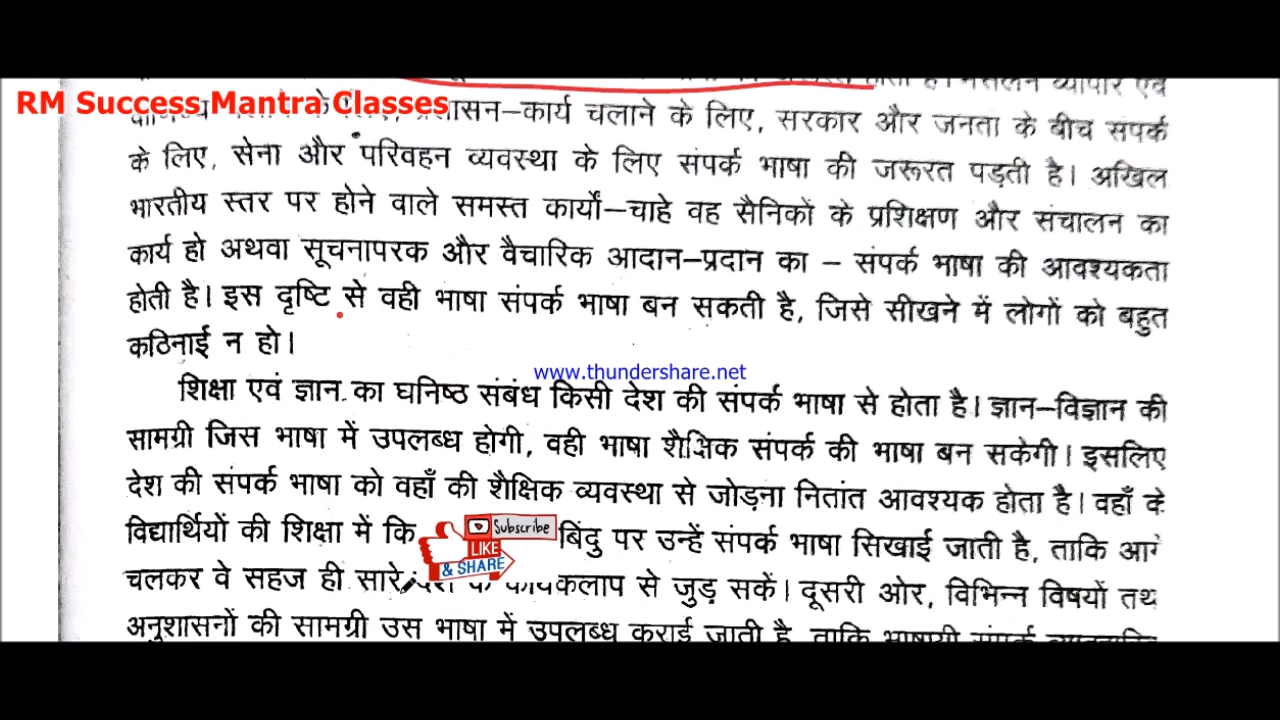 होता है। मसलन व्यापार एवं
RM Success Mantra Classes
के लिए, प्रशासन–कार्य चलाने के लिए, सरकार और जनता के बीच संपर्क
के लिए, सेना और परिवहन व्यवस्था के लिए संपर्क भाषा की जरूरत पड़ती है। अखिल
भारतीय स्तर पर होने वाले समस्त कार्यों–चाहे वह सैनिकों के प्रशिक्षण और संचालन का
कार्य हो अथवा सूचनापरक और वैचारिक आदान–प्रदान का – संपर्क भाषा की आवश्यकता
होती है। इस दृष्टि से वही भाषा संपर्क भाषा बन सकती है, जिसे सीखने में लोगों को बहुत
कठिनाई न हो।
www.thundershare.net
शिक्षा एवं ज्ञान का घनिष्ठ संबंध किसी देश की संपर्क भाषा से होता है। ज्ञान–विज्ञान की
सामग्री जिस भाषा में उपलब्ध होगी, वही भाषा शैक्षिक संपर्क की भाषा बन सकेगी। इसलिए
देश की संपर्क भाषा को वहाँ की शैक्षिक व्यवस्था से जोड़ना नितांत आवश्यक होता है। वहाँ के
विद्यार्थियों की शिक्षा में कि बिंदु पर उन्हें संपर्क भाषा सिखाई जाती है, ताकि आगे
Subscribe
LIKE
& SHARE
चलकर वे सहज ही सारे के कार्यकलाप से जुड़ सकें। दूसरी ओर, विभिन्न विषयों तथ
अनुशासनों की सामग्री उस भाषा में उपलब्ध कराई जाती है, ताकि भाषायी संपर्क